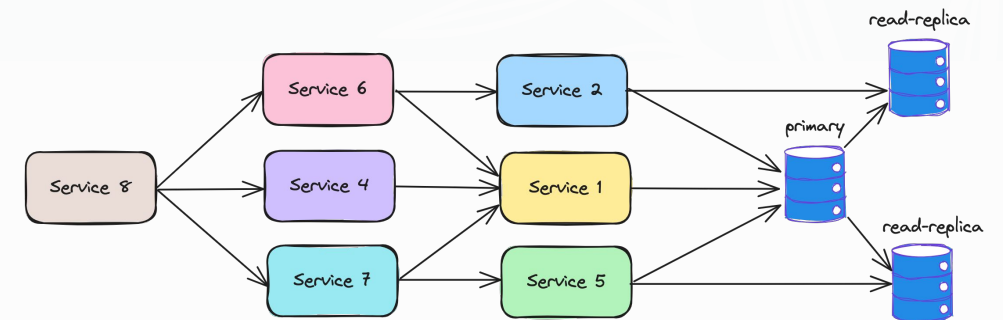 read-replica
Service 6
Service 2
primary
Service 8
Service 4
Service 1
read-replica
Service 7
Service 5